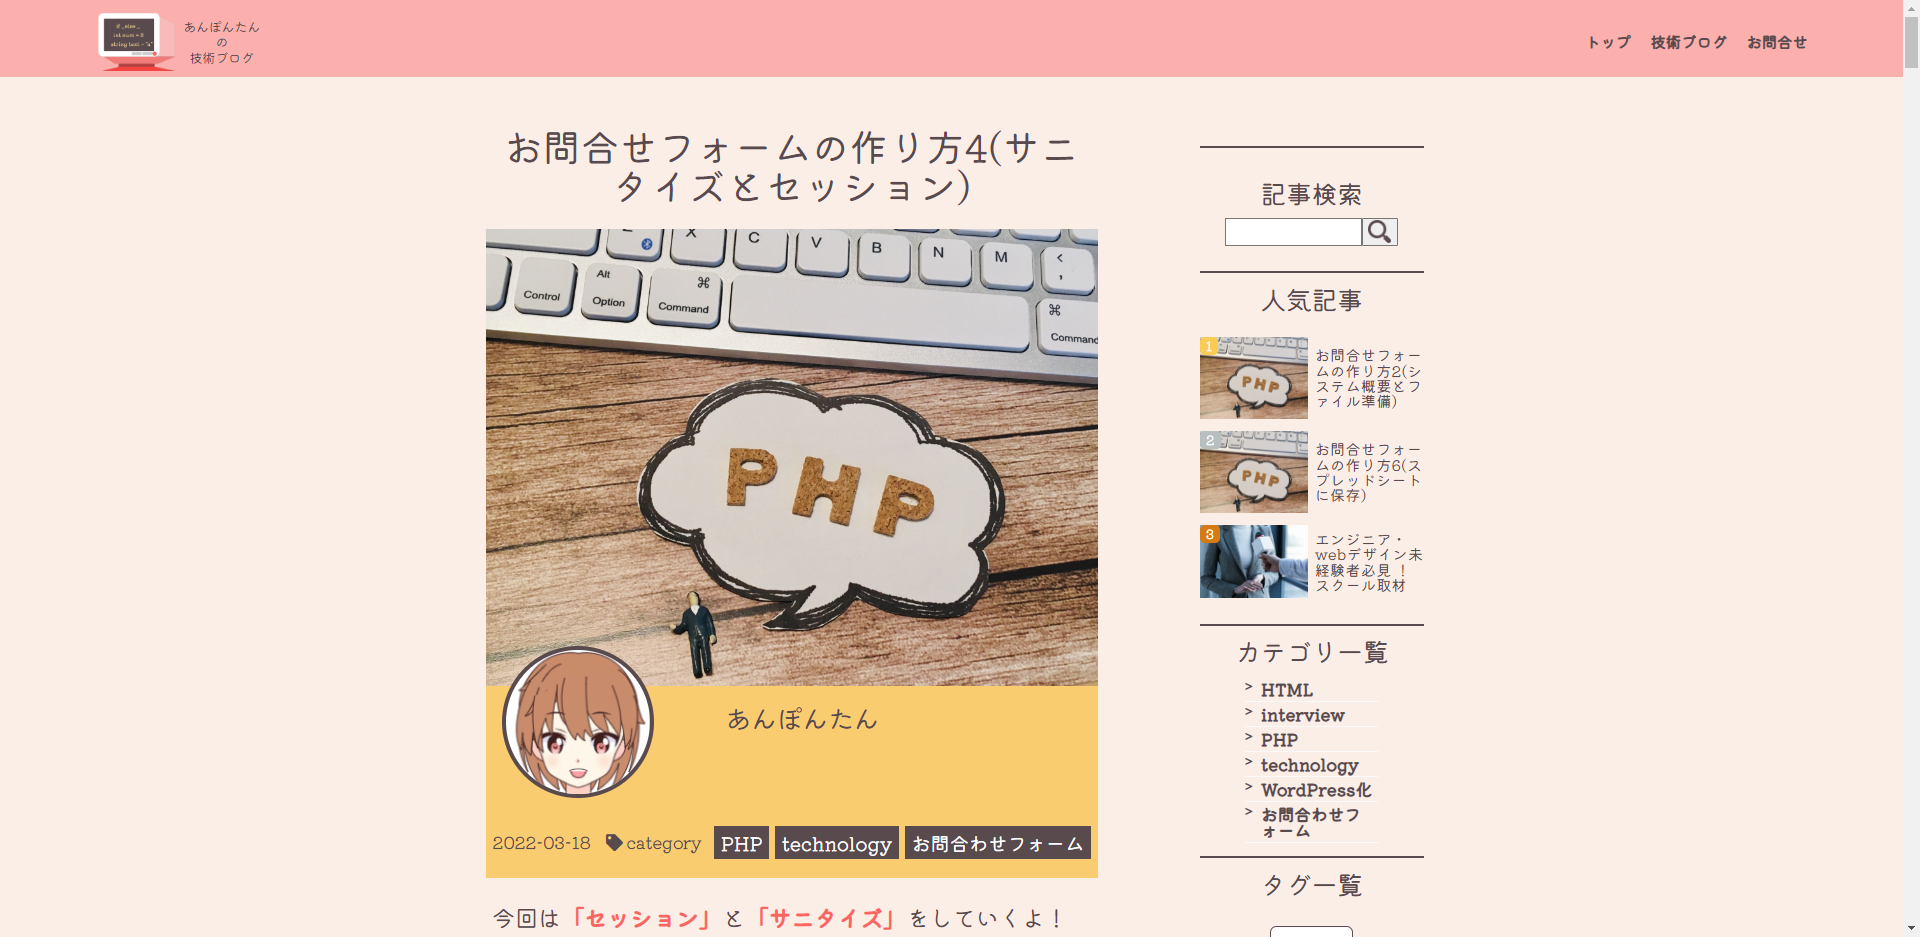 if _else _
int num = 0
string text = "a"
あんぽんたん
の
技術ブログ
トップ 技術ブログ お問合せ
お問合せフォームの作り方4(サニ
タイズとセッション)
X C V B N M < ,
Control
Alt
Option
⌘
Command
⌘
Command
PHP
あんぽんたん
2022-03-18 category PHP technology お問合わせフォーム
今回は「セッション」と「サニタイズ」をしていくよ！
記事検索
人気記事
1
PHP
お問合せフォー
ムの作り方2(シ
ステム概要とフ
ァイル準備)
2
PHP
お問合せフォー
ムの作り方6(ス
プレッドシート
に保存)
3
エンジニア・
webデザイン未
経験者必見 ！
スクール取材
カテゴリ一覧
> HTML
> interview
> PHP
> technology
> WordPress化
> お問合わせフ
ォーム
タグ一覧